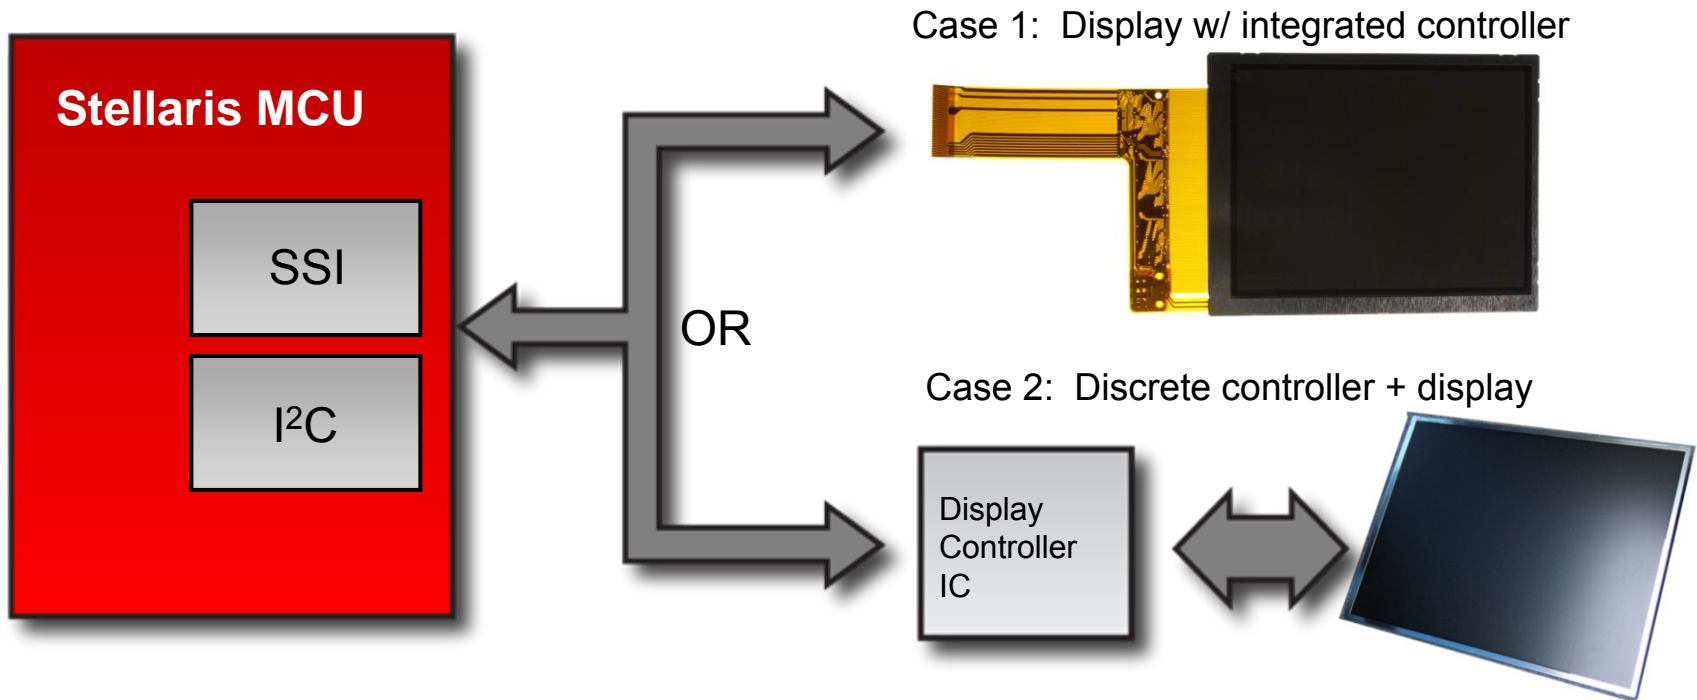 Case 1:  Display w/ integrated controller
Stellaris MCU
SSI
I²C
OR
Case 2:  Discrete controller + display
Display
Controller
IC